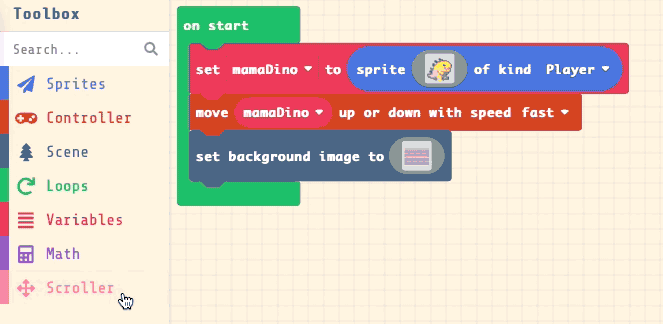 Toolbox
Search...
Sprites
Controller
Scene
Loops
Variables
Math
Scroller
on start
set mamaDino to sprite of kind Player
move mamaDino up or down with speed fast
set background image to